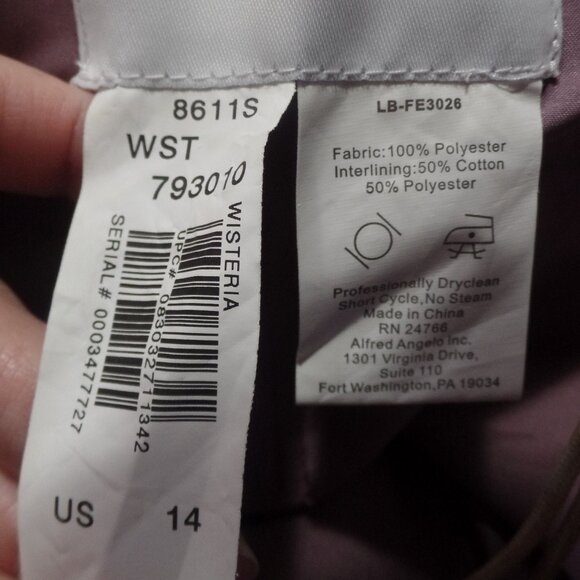 8611S
WST
793010
WISTERIA
UPC# 083032711342
SERIAL# 0003477727
US 14
LB-FE3026
Fabric:100% Polyester
Interlining:50% Cotton
50% Polyester
Professionally Dryclean
Short Cycle,No Steam
Made in China
RN 24766
Alfred Angelo Inc.
1301 Virginia Drive,
Suite 110
Fort Washington,PA 19034